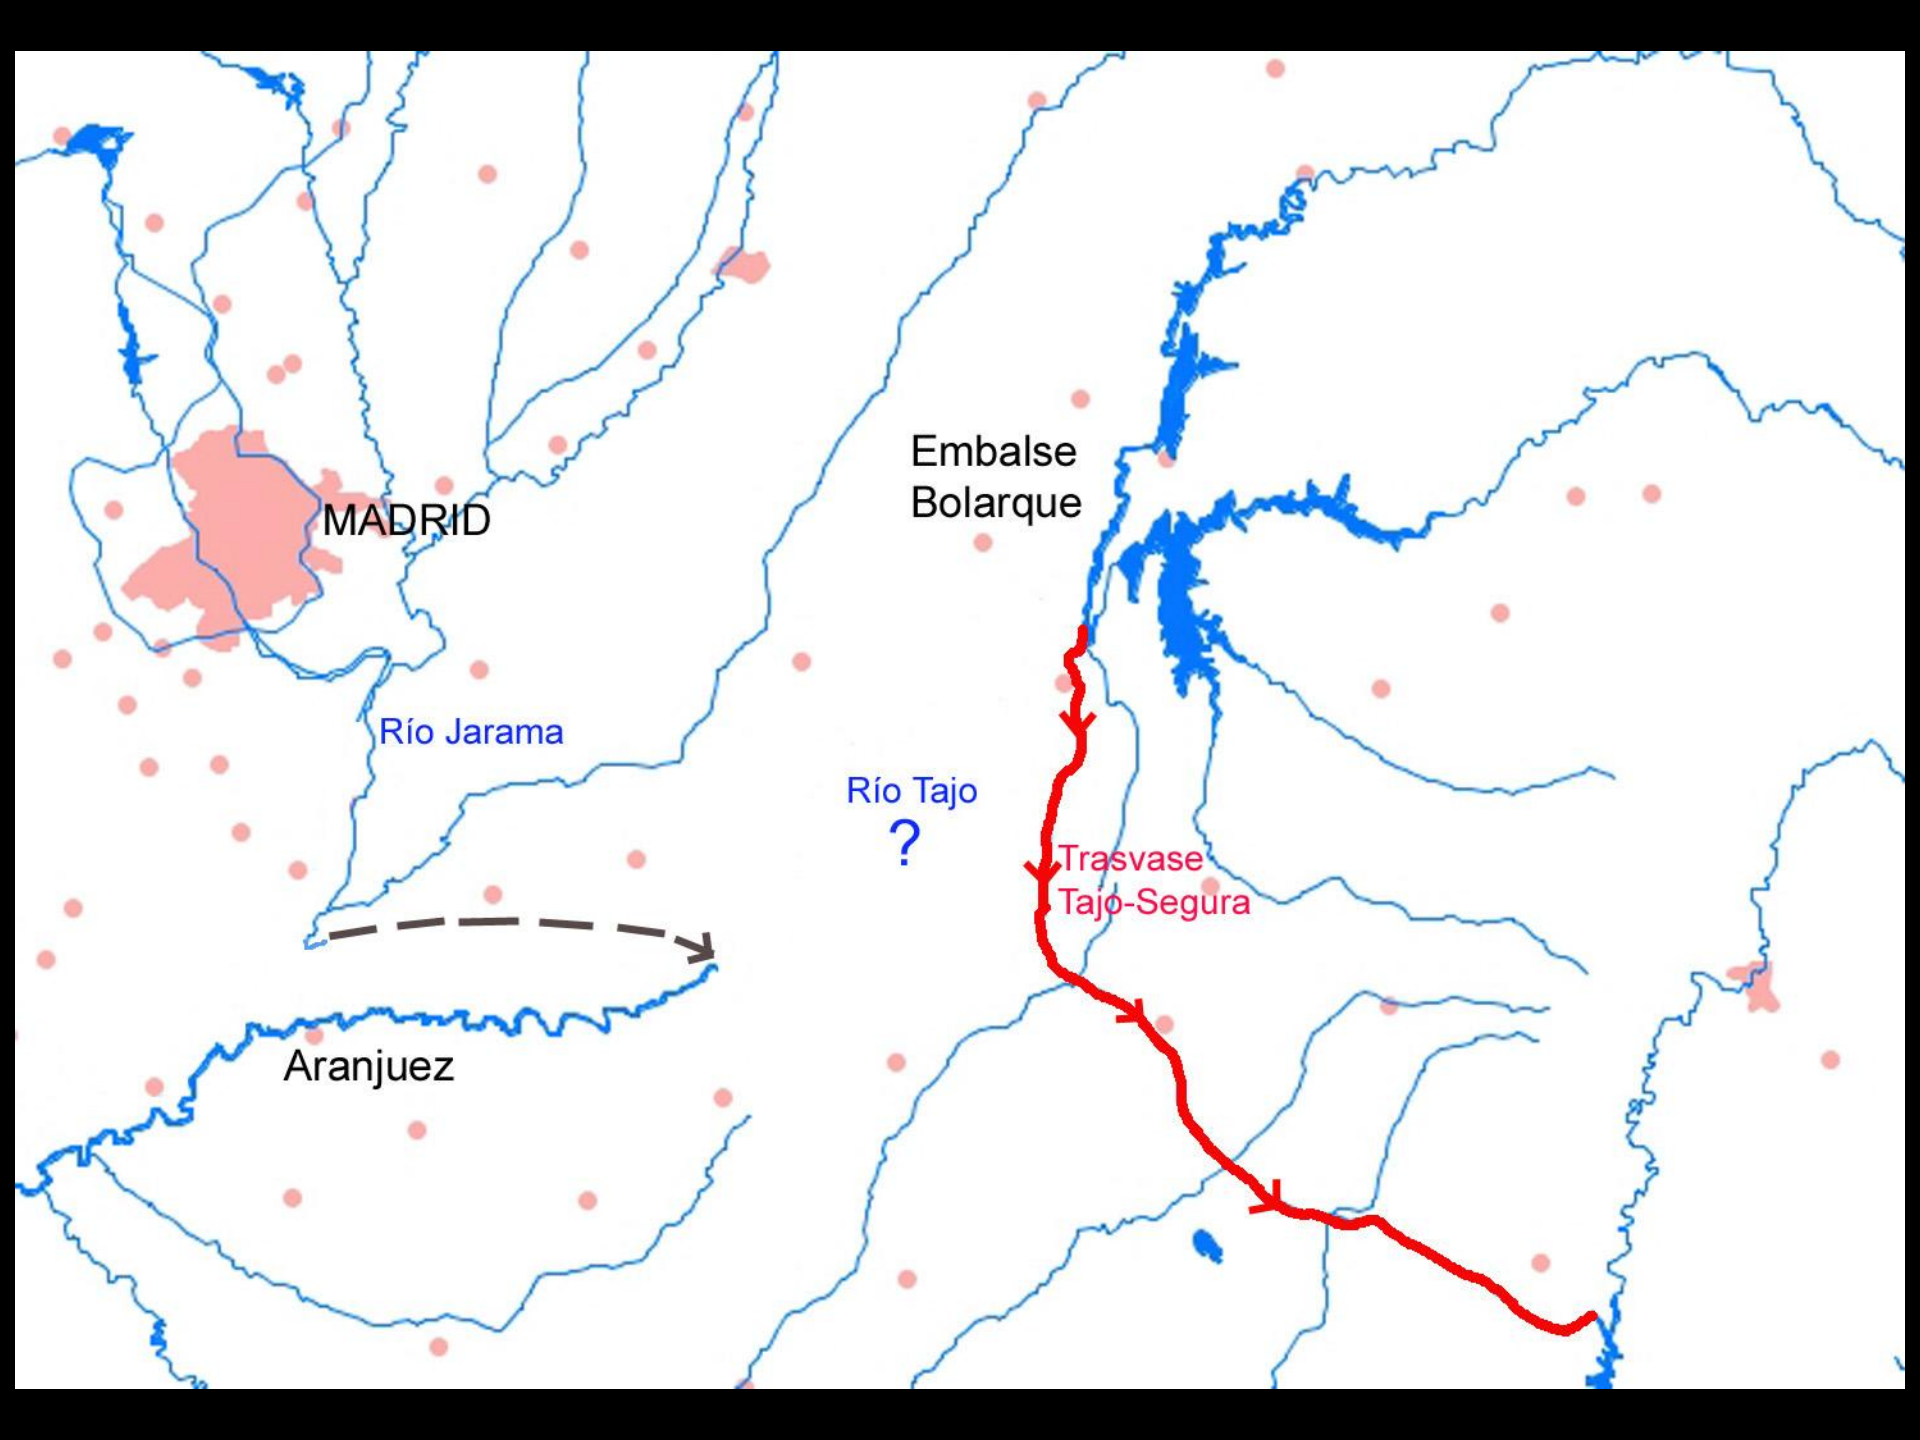 Embalse
Bolarque
MADRID
Río Jarama
Río Tajo
?
Trasvase
Tajo-Segura
Aranjuez